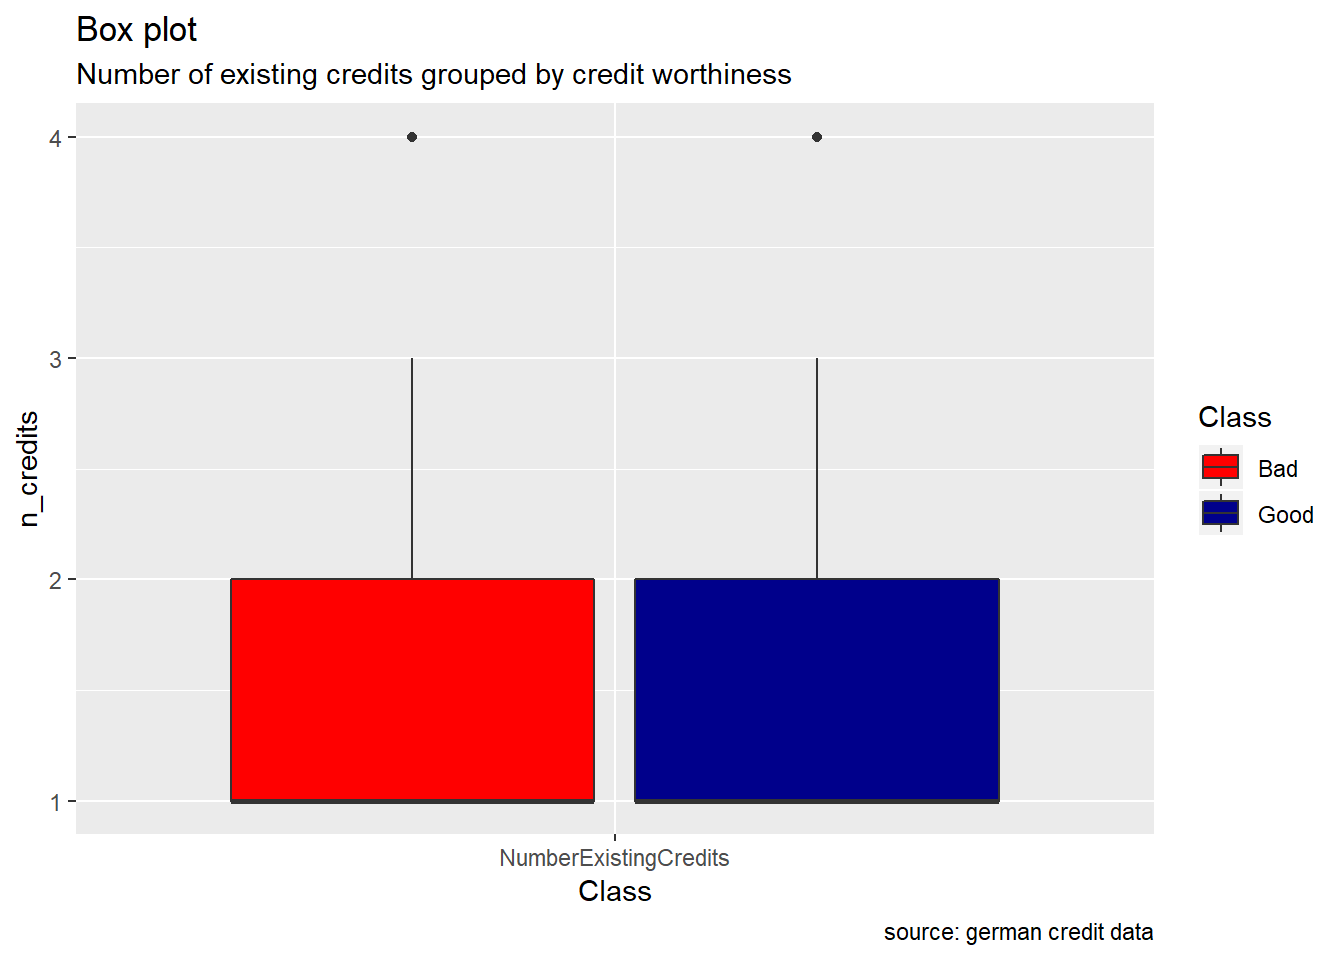 Box plot
Number of existing credits grouped by credit worthiness
4
3
2
1
n_credits
NumberExistingCredits
Class
Class
Bad
Good
source: german credit data